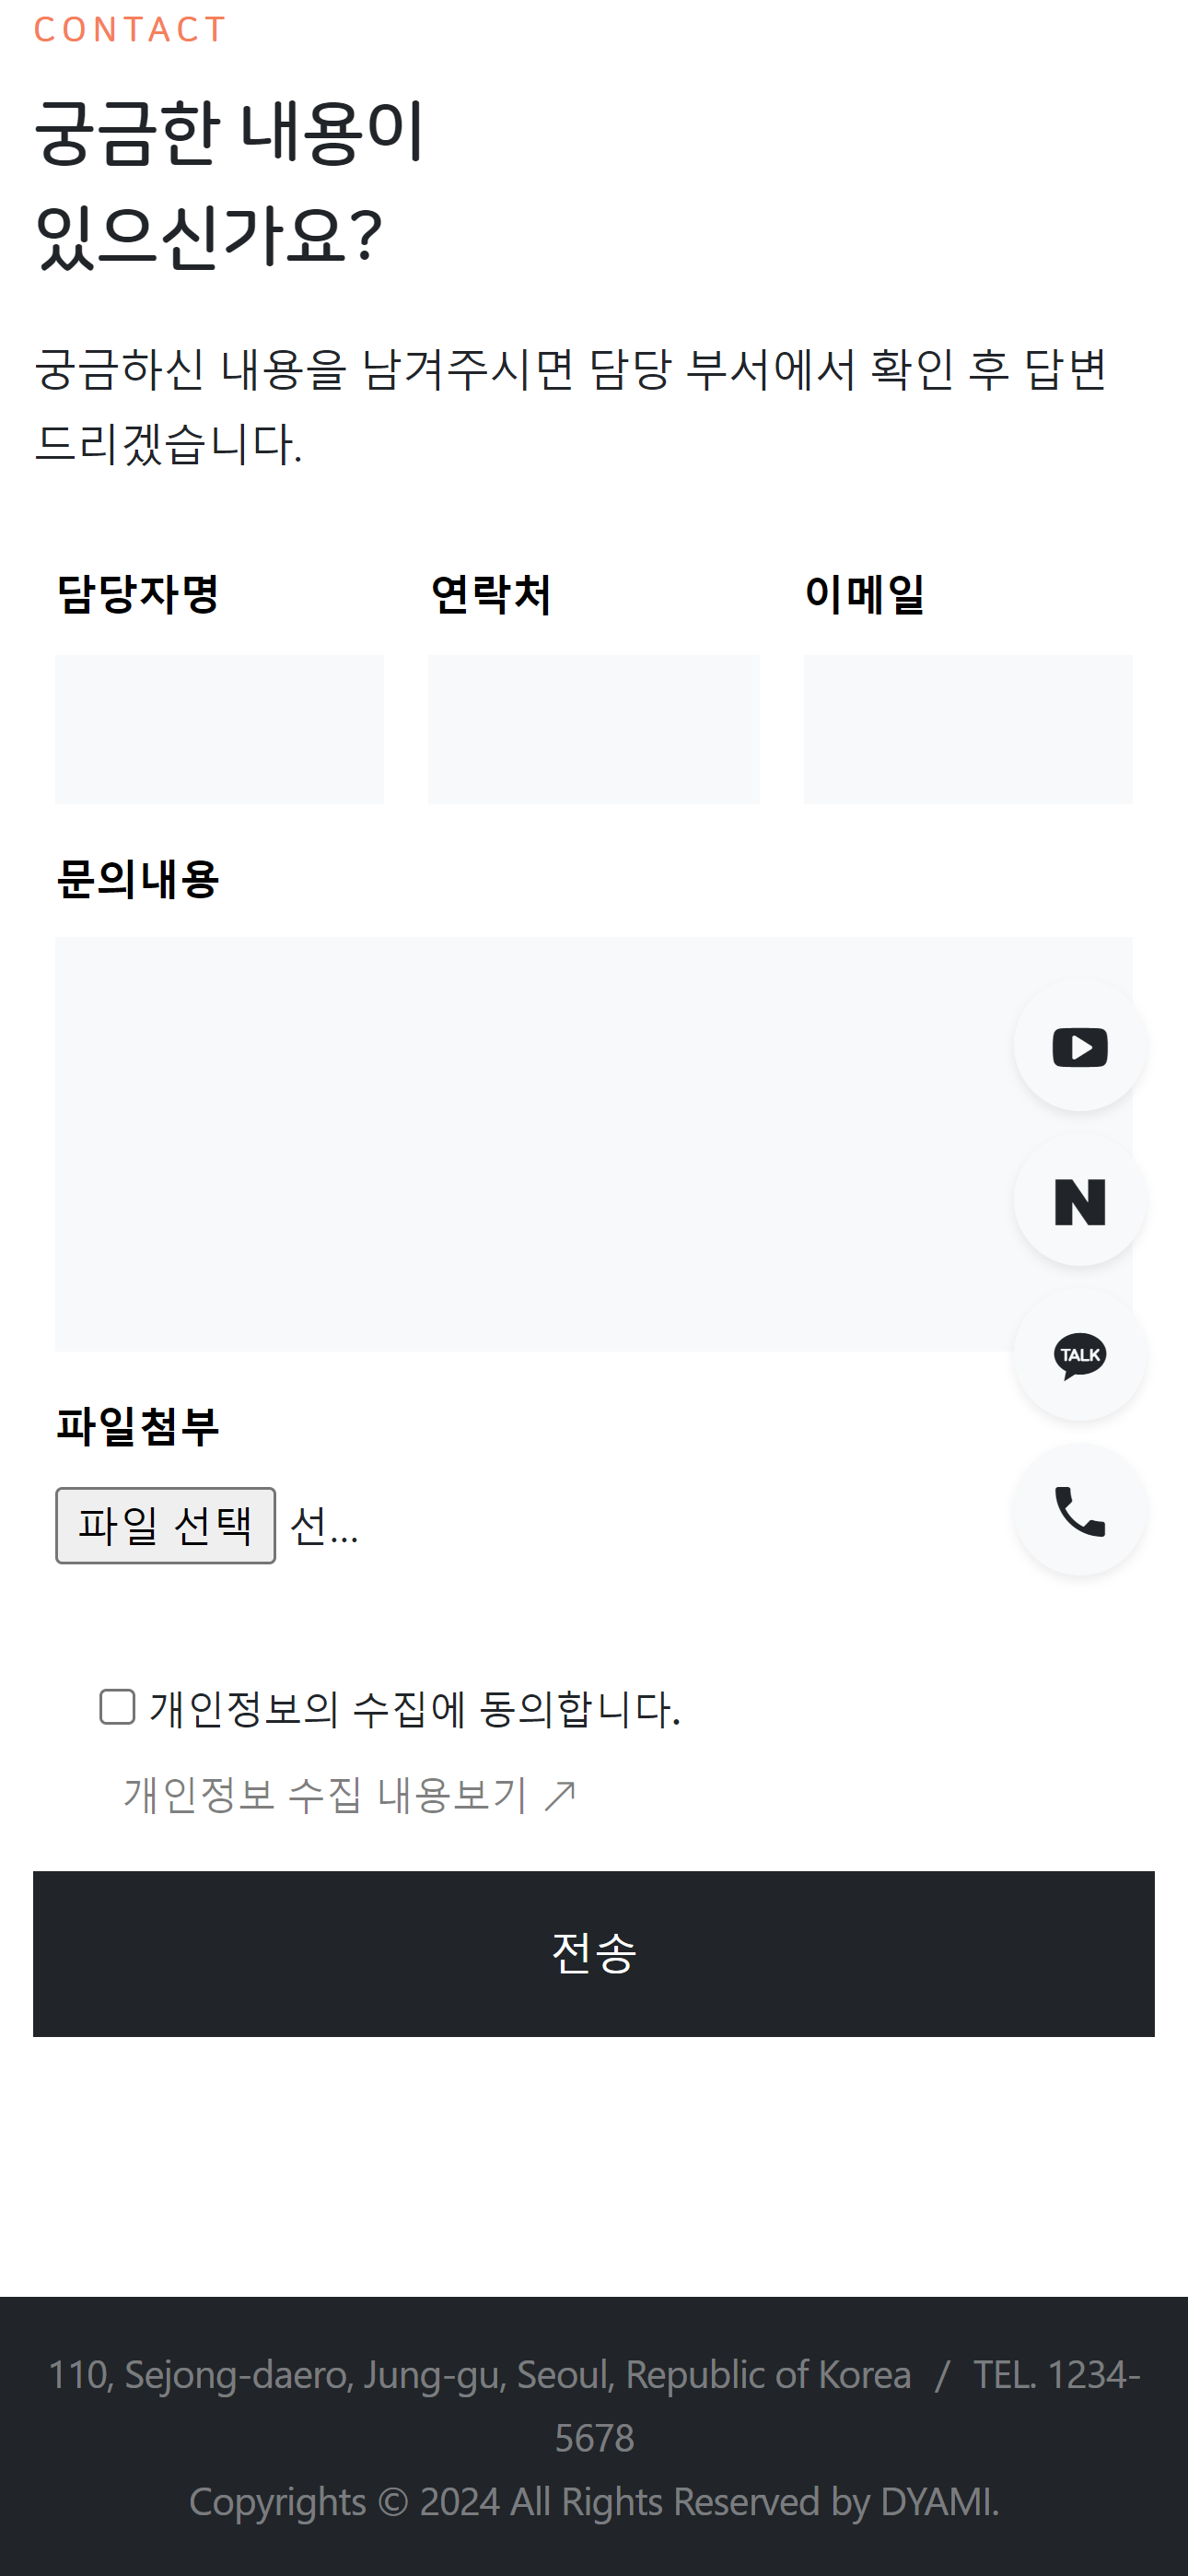 CONTACT
궁금한 내용이
있으신가요?
궁금하신 내용을 남겨주시면 담당 부서에서 확인 후 답변
드리겠습니다.
담당자명 연락처 이메일
문의내용
N
TALK
파일첨부
파일 선택 선...
개인정보의 수집에 동의합니다.
개인정보 수집 내용보기 ↗
전송
110, Sejong-daero, Jung-gu, Seoul, Republic of Korea / TEL. 1234-
5678
Copyrights © 2024 All Rights Reserved by DYAMI.